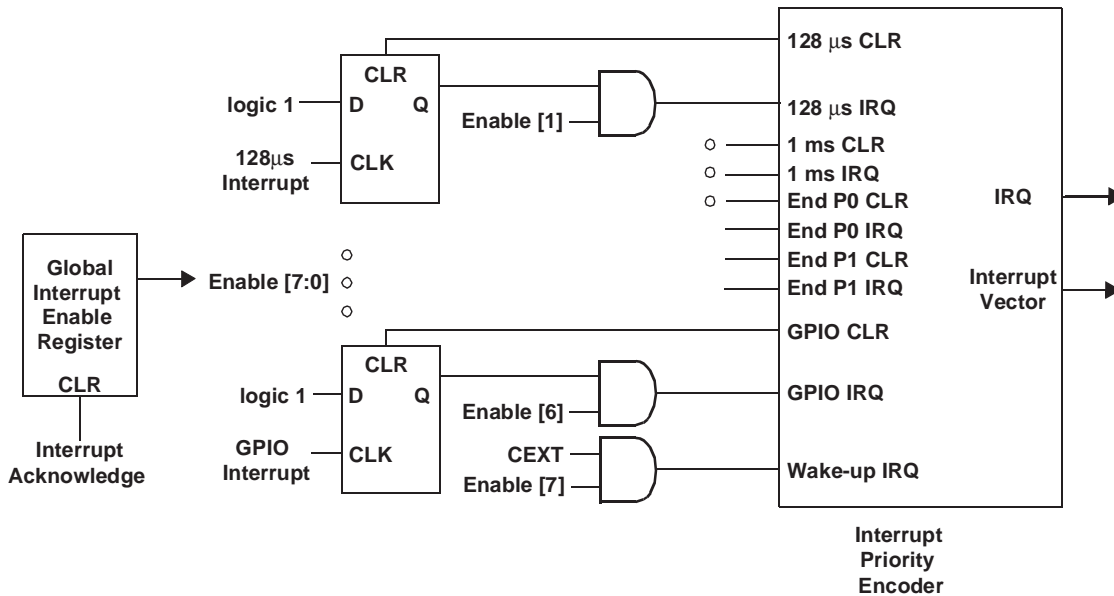 128 μs CLR
CLR
logic 1
D
Q
Enable [1]
128 μs IRQ
128μs
Interrupt
CLK
1 ms CLR
1 ms IRQ
End P0 CLR
IRQ
End P0 IRQ
End P1 CLR
End P1 IRQ
Interrupt
Vector
Global
Interrupt
Enable
Register
CLR
Interrupt
Acknowledge
Enable [7:0]
GPIO CLR
CLR
logic 1
D
Q
Enable [6]
GPIO IRQ
GPIO
Interrupt
CLK
CEXT
Enable [7]
Wake-up IRQ
Interrupt
Priority
Encoder